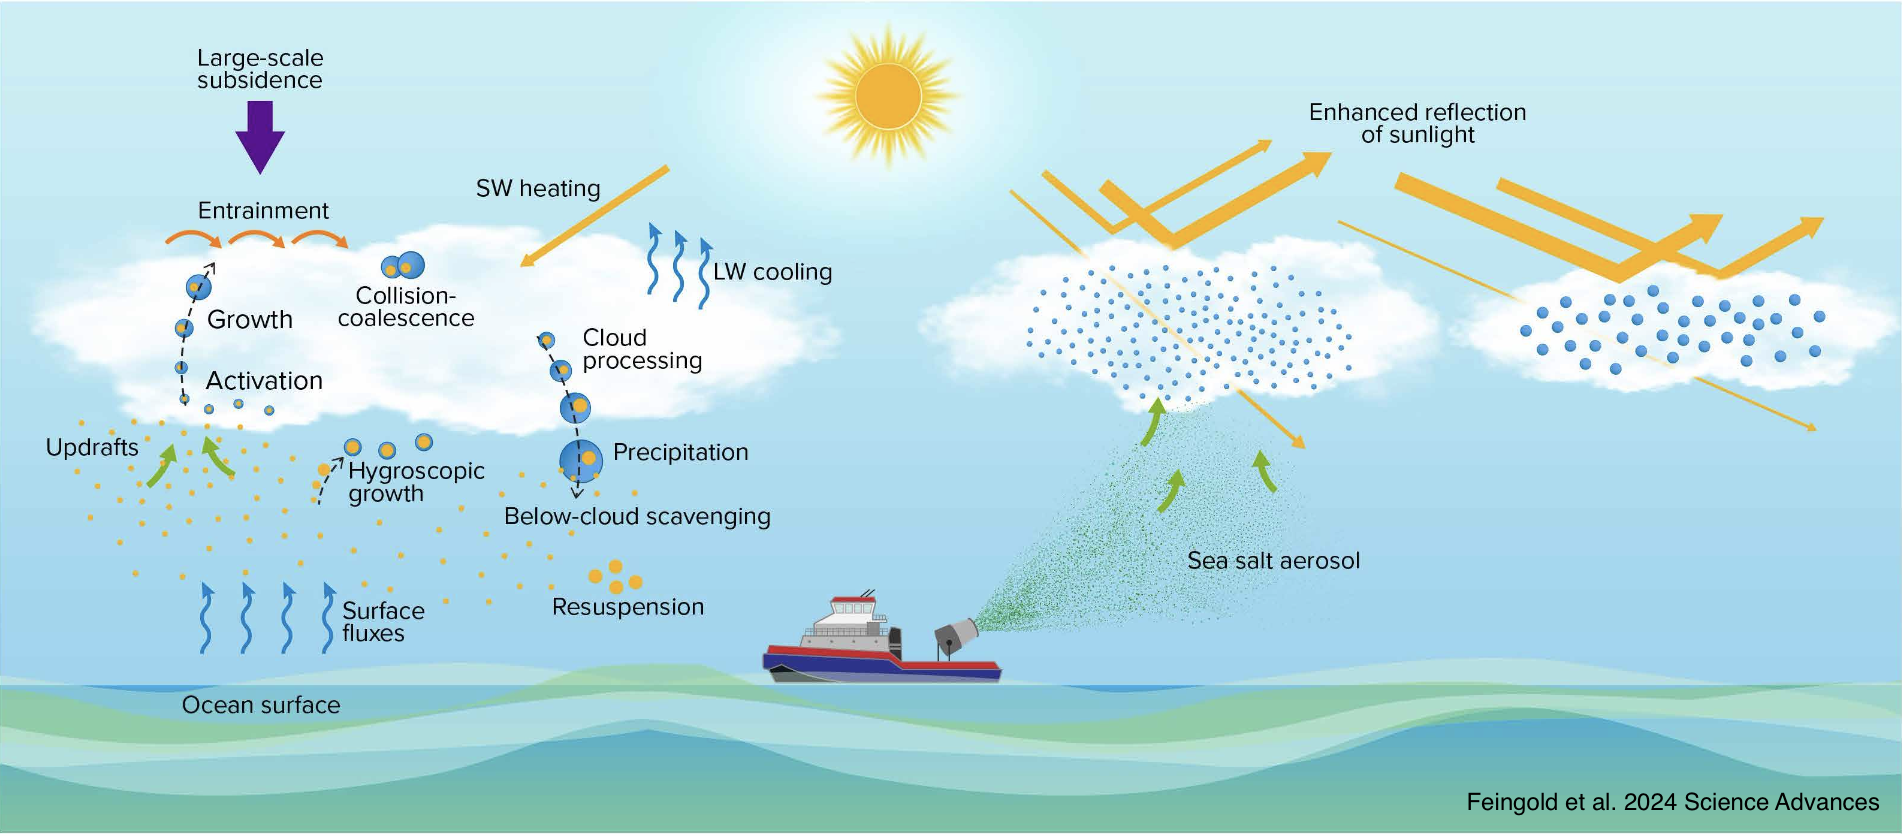 Large-scale
subsidence
Entrainment
SW heating
LW cooling
Growth
Collision-
coalescence
Activation
Cloud
processing
Updrafts
Hygroscopic
growth
Precipitation
Below-cloud scavenging
Resuspension
Surface
fluxes
Ocean surface
Enhanced reflection
of sunlight
Sea salt aerosol
Feingold et al. 2024 Science Advances